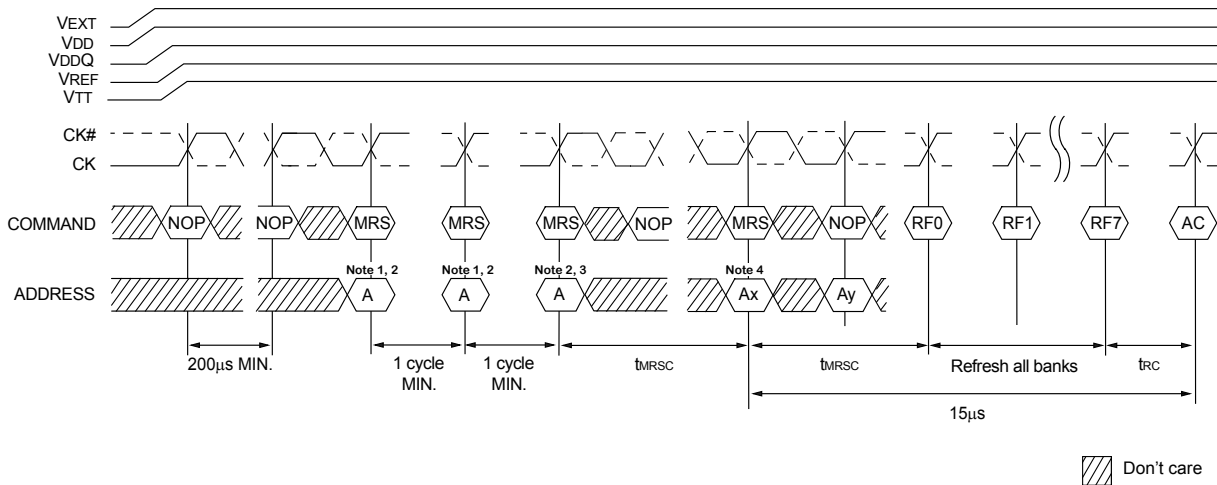 VEXT
VDD
VDDQ
VREF
VTT
CK#
CK
COMMAND NOP NOP MRS MRS MRS NOP MRS NOP RF0 RF1 RF7 AC
Note 1, 2 Note 1, 2 Note 2, 3 Note 4
ADDRESS A A A Ax Ay
200µs MIN. 1 cycle MIN. 1 cycle MIN. tMRSC tMRSC Refresh all banks tRC
15µs
Don't care